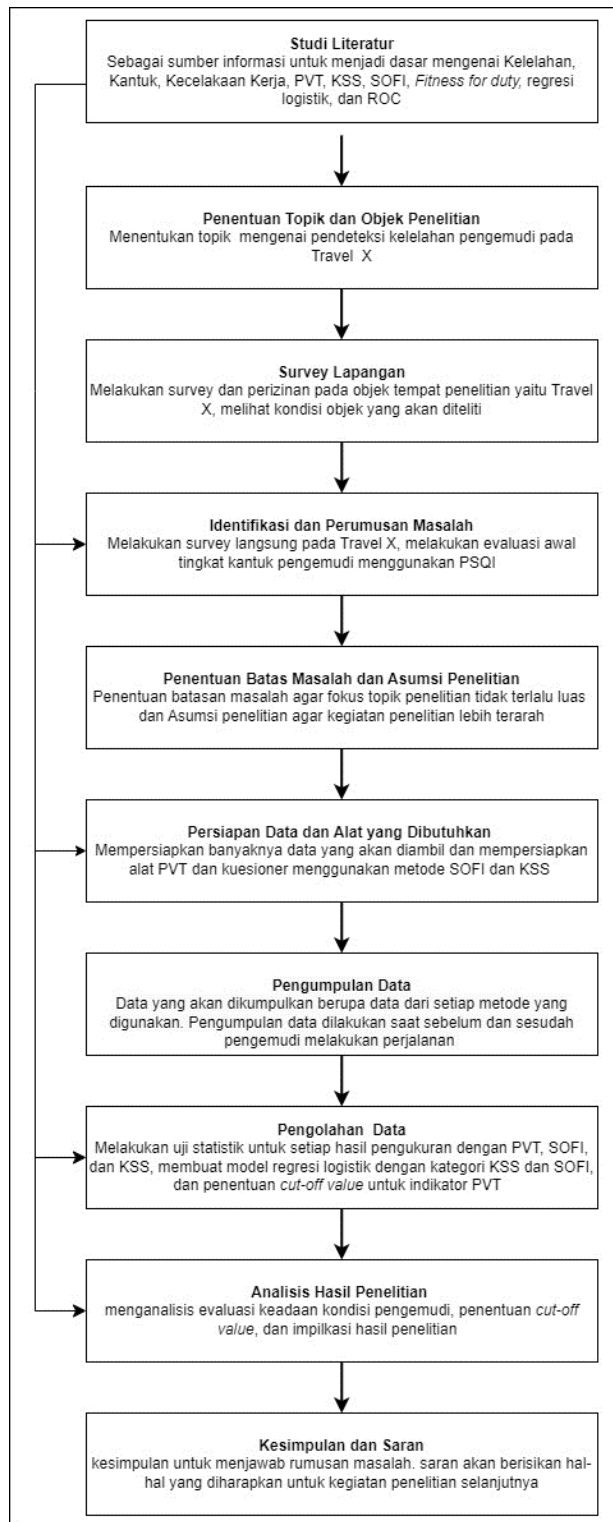 Studi Literatur
Sebagai sumber informasi untuk menjadi dasar mengenai Kelelahan,
Kantuk, Kecelakaan Kerja, PVT, KSS, SOFI, Fitness for duty, regresi
logistik, dan ROC
Penentuan Topik dan Objek Penelitian
Menentukan topik mengenai pendeteksi kelelahan pengemudi pada
Travel X
Survey Lapangan
Melakukan survey dan perizinan pada objek tempat penelitian yaitu Travel
X, melihat kondisi objek yang akan diteliti
Identifikasi dan Perumusan Masalah
Melakukan survey langsung pada Travel X, melakukan evaluasi awal
tingkat kantuk pengemudi menggunakan PSQI
Penentuan Batas Masalah dan Asumsi Penelitian
Penentuan batasan masalah agar fokus topik penelitian tidak terlalu luas
dan Asumsi penelitian agar kegiatan penelitian lebih terarah
Persiapan Data dan Alat yang Dibutuhkan
Mempersiapkan banyaknya data yang akan diambil dan mempersiapkan
alat PVT dan kuesioner menggunakan metode SOFI dan KSS
Pengumpulan Data
Data yang akan dikumpulkan berupa data dari setiap metode yang
digunakan. Pengumpulan data dilakukan saat sebelum dan sesudah
pengemudi melakukan perjalanan
Pengolahan Data
Melakukan uji statistik untuk setiap hasil pengukuran dengan PVT, SOFI,
dan KSS, membuat model regresi logistik dengan kategori KSS dan SOFI,
dan penentuan cut-off value untuk indikator PVT
Analisis Hasil Penelitian
menganalisis evaluasi keadaan kondisi pengemudi, penentuan cut-off
value, dan impilkasi hasil penelitian
Kesimpulan dan Saran
kesimpulan untuk menjawab rumusan masalah. saran akan berisikan hal-
hal yang diharapkan untuk kegiatan penelitian selanjutnya